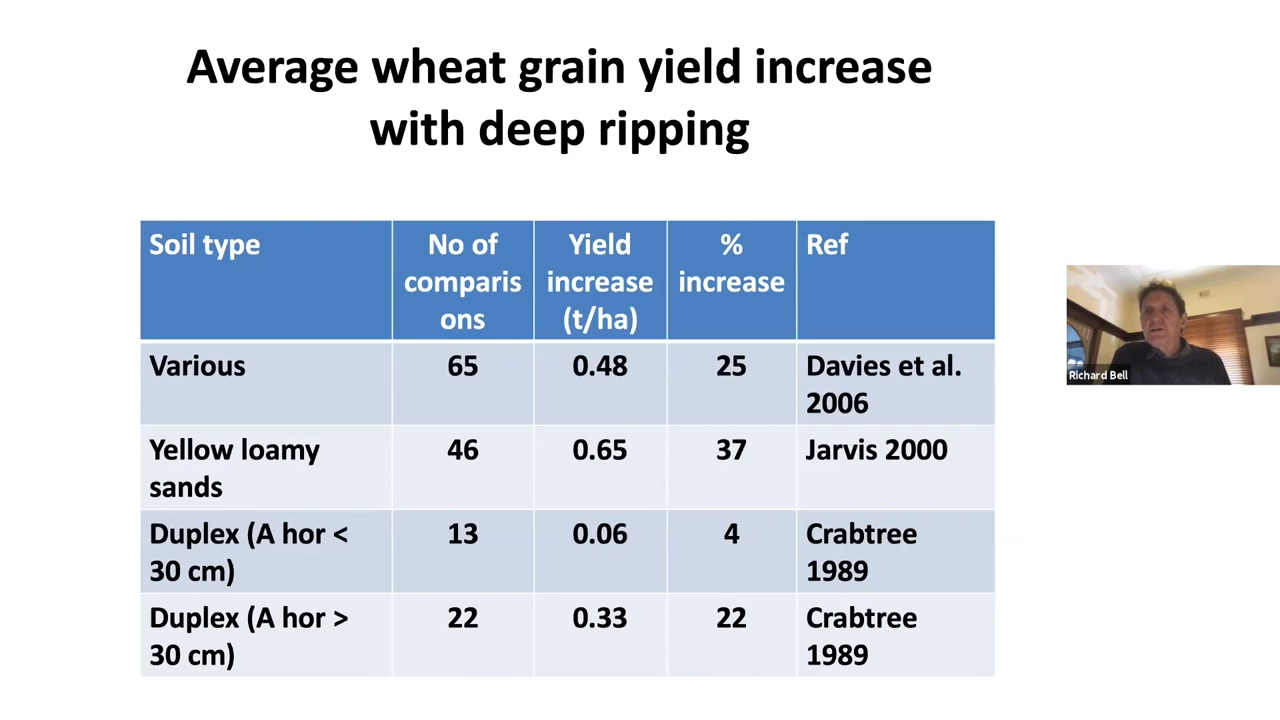 Average wheat grain yield increase
with deep ripping
Soil type
No of
comparis
ons
Yield
increase
(t/ha)
%
increase
Ref
Various
65
0.48
25
Davies et al.
2006
Yellow loamy
sands
46
0.65
37
Jarvis 2000
Duplex (A hor <
30 cm)
13
0.06
4
Crabtree
1989
Duplex (A hor >
30 cm)
22
0.33
22
Crabtree
1989
Richard Bell